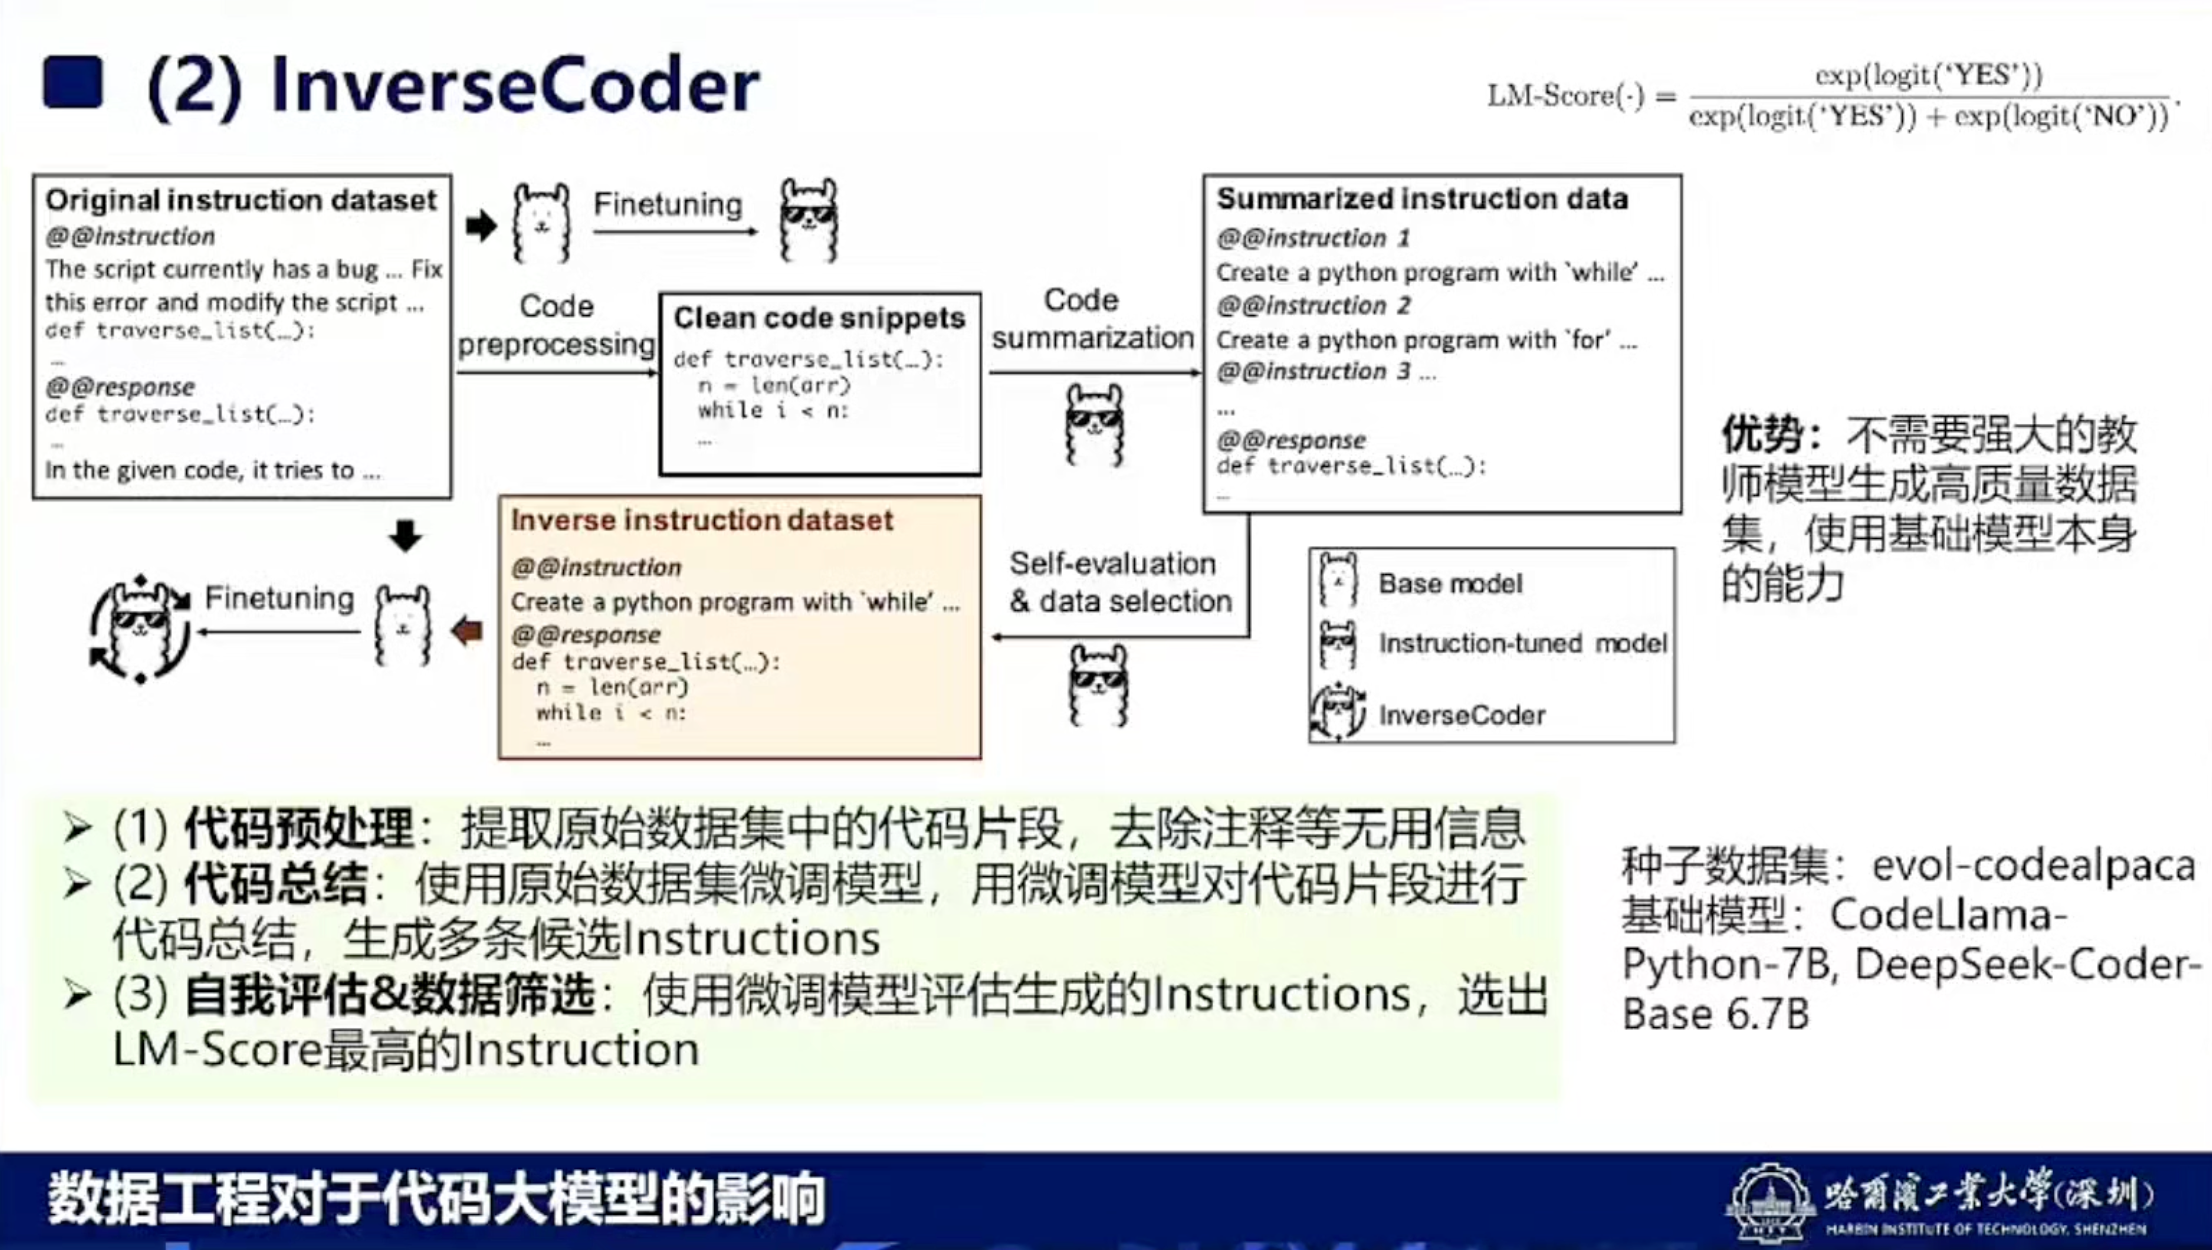 (2) InverseCoder
LM-Score(·) = exp(logit('YES')) / exp(logit('YES')) + exp(logit('NO')) .
Original instruction dataset
@@instruction
The script currently has a bug ... Fix
this error and modify the script ...
def traverse_list(…):
…
@@response
def traverse_list(…):
…
In the given code, it tries to ...
Finetuning
Code
preprocessing
Clean code snippets
def traverse_list(…):
n = len(arr)
while i < n:
…
Code
summarization
Summarized instruction data
@@instruction 1
Create a python program with `while' ...
@@instruction 2
Create a python program with `for' ...
@@instruction 3 ...
...
@@response
def traverse_list(…):
…
Self-evaluation
& data selection
Inverse instruction dataset
@@instruction
Create a python program with `while' ...
@@response
def traverse_list(…):
n = len(arr)
while i < n:
…
Finetuning
Base model
Instruction-tuned model
InverseCoder
优势：不需要强大的教
师模型生成高质量数据
集，使用基础模型本身
的能力
➢ (1) 代码预处理：提取原始数据集中的代码片段，去除注释等无用信息
➢ (2) 代码总结：使用原始数据集微调模型，用微调模型对代码片段进行
代码总结，生成多条候选Instructions
➢ (3) 自我评估&数据筛选：使用微调模型评估生成的Instructions，选出
LM-Score最高的Instruction
种子数据集：evol-codealpaca
基础模型：CodeLlama-
Python-7B, DeepSeek-Coder-
Base 6.7B
数据工程对于代码大模型的影响
哈尔滨工业大学(深圳)
HARBIN INSTITUTE OF TECHNOLOGY, SHENZHEN